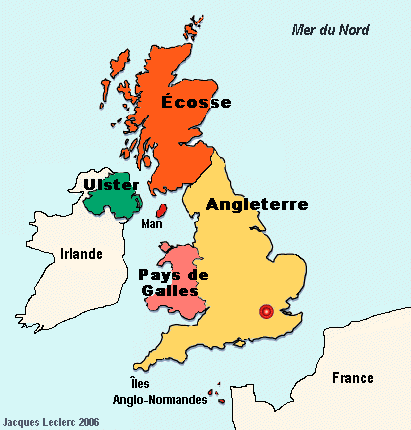 Mer du Nord
Écosse
Ulster
Angleterre
Man
Irlande
Pays de
Galles
Îles
Anglo-Normandes
France
Jacques Leclerc 2006